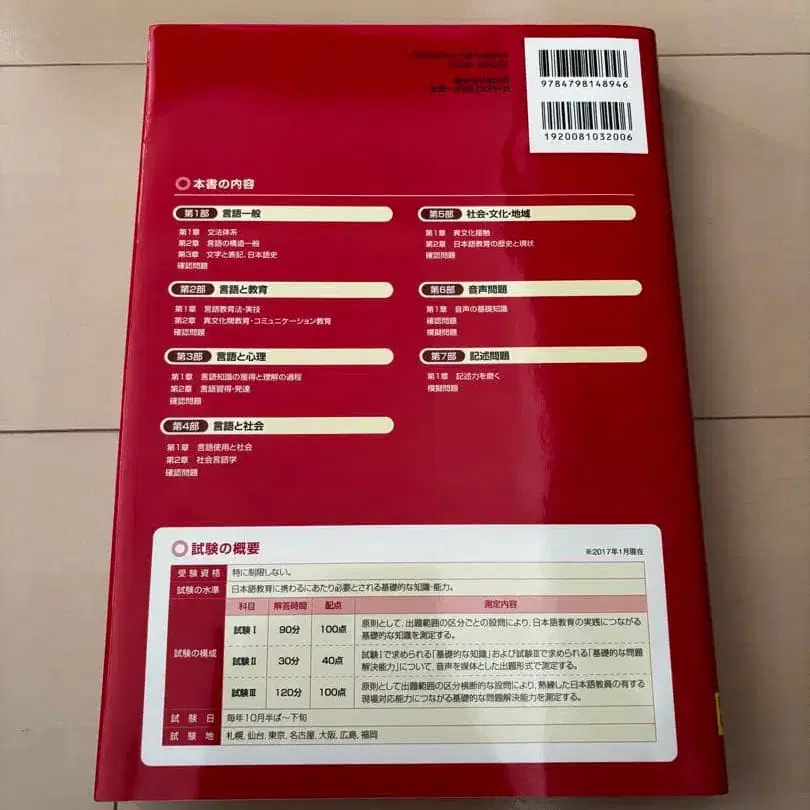 9784798148946
1920081032006
本書の内容
第1部 言語一般
第1章 文法体系
第2章 言語の構造一般
第3章 文字と表記、日本語史
確認問題
第2部 言語と教育
第1章 言語教育法・実技
第2章 異文化間教育・コミュニケーション教育
確認問題
第3部 言語と心理
第1章 言語知識の獲得と理解の過程
第2章 言語習得・発達
確認問題
第4部 言語と社会
第1章 言語使用と社会
第2章 社会言語学
確認問題
第5部 社会・文化・地域
第1章 異文化接触
第2章 日本語教育の歴史と現状
確認問題
第6部 音声問題
第1章 音声の基礎知識
確認問題
模擬問題
第7部 記述問題
第1章 記述力を磨く
模擬問題
試験の概要
※2017年1月現在
受験資格 特に制限しない。
試験の水準 日本語教育に携わるにあたり必要とされる基礎的な知識・能力。
試験の構成
科目 解答時間 配点 測定内容
試験Ⅰ 90分 100点 原則として、出題範囲の区分ごとの設問により、日本語教育の実践につながる
基礎的な知識を測定する。
試験Ⅱ 30分 40点 試験Ⅰで求められる「基礎的な知識」および試験Ⅲで求められる「基礎的な問題
解決能力」について、音声を媒体とした出題形式で測定する。
試験Ⅲ 120分 100点 原則として出題範囲の区分横断的な設問により、熟練した日本語教員の有する
現場対応能力につながる基礎的な問題解決能力を測定する。
試験日 毎年10月半ば〜下旬
試験地 札幌、仙台、東京、名古屋、大阪、広島、福岡